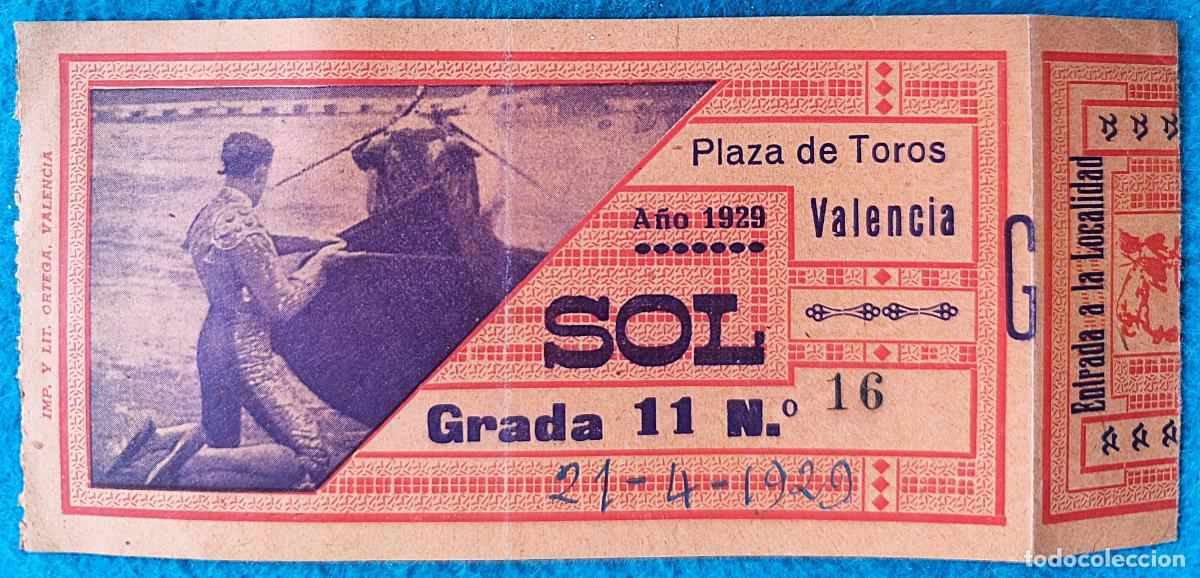 IMP. Y LIT. ORTEGA. VALENCIA
Plaza de Toros
Valencia
Año 1929
SOL
Grada 11 N.º 16
21-4-1929
G
Entrada a la Localidad
todocoleccion